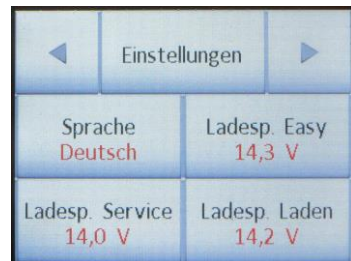 Einstellungen
Sprache
Deutsch
Ladesp. Easy
14,3 V
Ladesp. Service
14,0 V
Ladesp. Laden
14,2 V